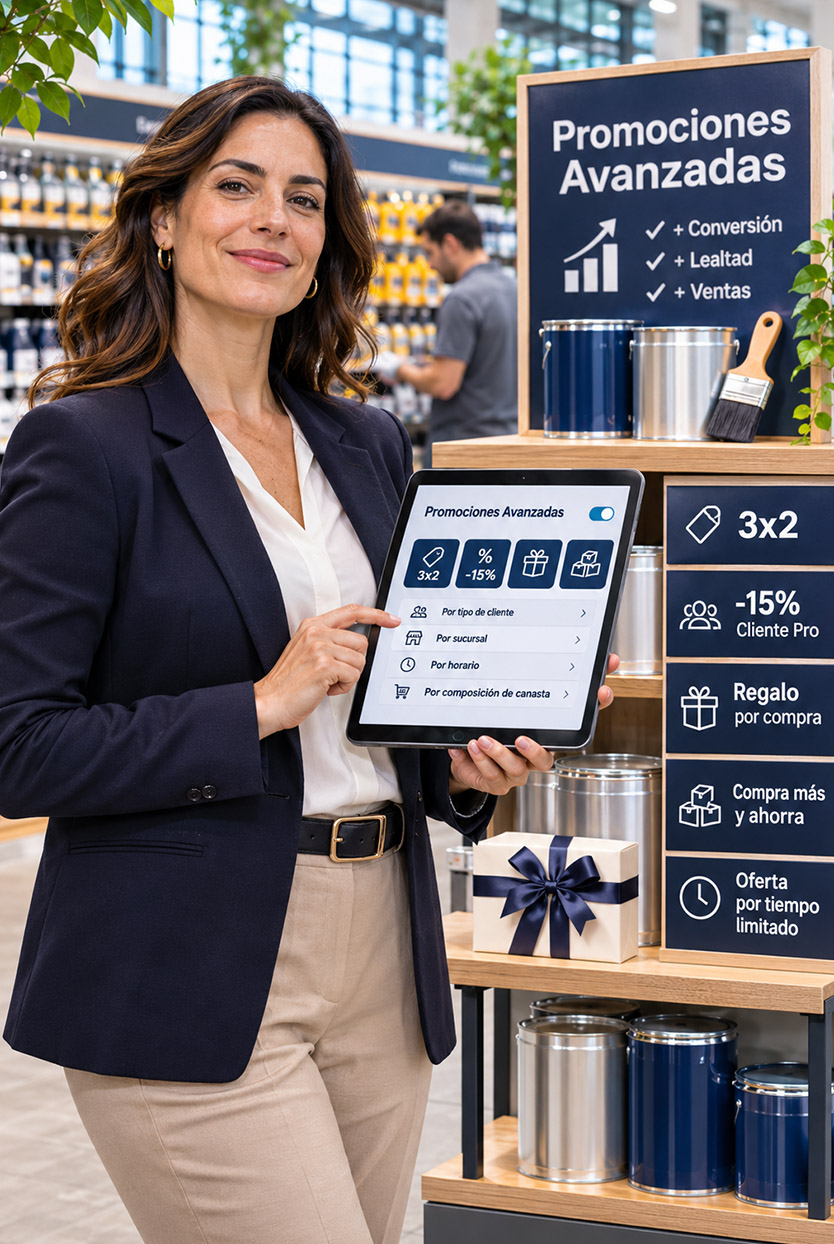 Promociones
Avanzadas
+ Conversión
+ Lealtad
+ Ventas
Promociones Avanzadas
3x2
%
-15%
Por tipo de cliente
Por sucursal
Por horario
Por composición de canasta
3x2
-15%
Cliente Pro
Regalo
por compra
Compra más
y ahorra
Oferta
por tiempo
limitado